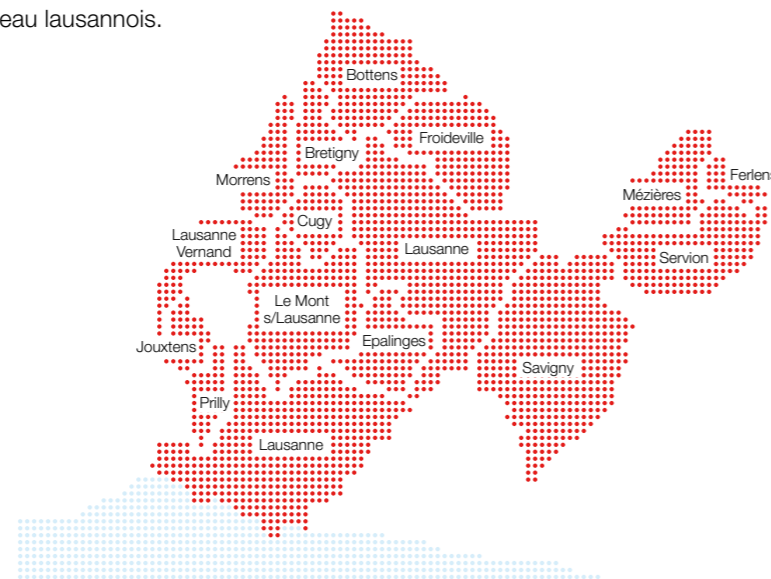 eau lausannois.
Bottens
Froideville
Bretigny
Morrens
Ferlens
Mézières
Cugy
Lausanne
Vernand
Lausanne
Servion
Le Mont
s/Lausanne
Epalinges
Jouxtens
Savigny
Prilly
Lausanne